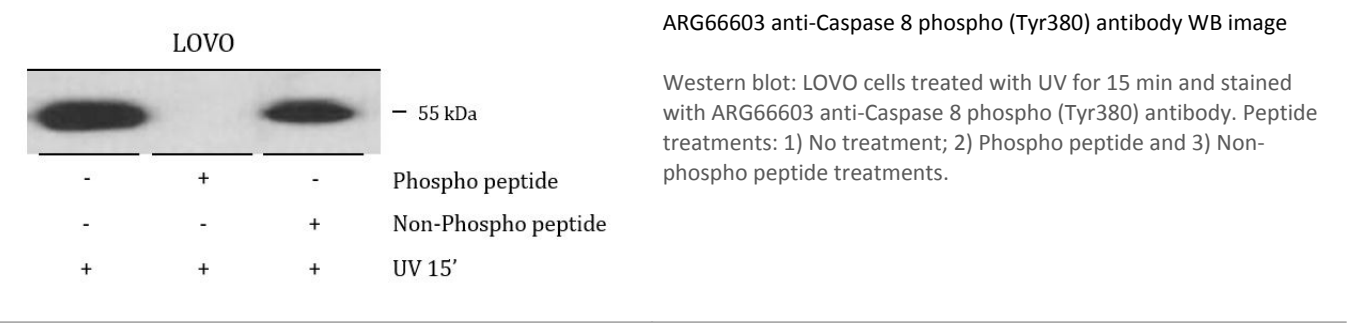 LOVO
– 55 kDa
- + - Phospho peptide
- - + Non-Phospho peptide
+ + + UV 15’
ARG66603 anti-Caspase 8 phospho (Tyr380) antibody WB image
Western blot: LOVO cells treated with UV for 15 min and stained
with ARG66603 anti-Caspase 8 phospho (Tyr380) antibody. Peptide
treatments: 1) No treatment; 2) Phospho peptide and 3) Non-
phospho peptide treatments.